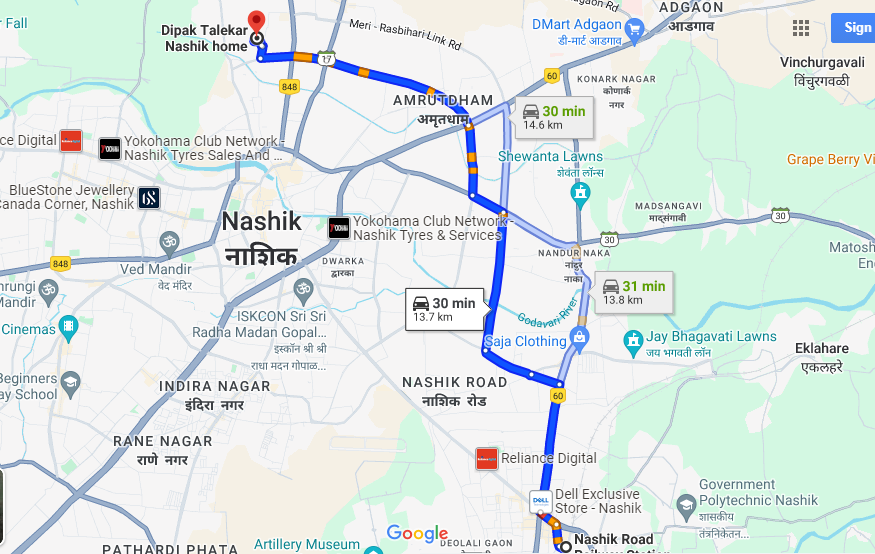 r Fall
Dipak Talekar
Nashik home
Meri - Rasbihari Link Rd
17
848
AMRUTDHAM
अमृतधाम
60
DMart Adgaon
डी-मार्ट आडगाव
ADGAON
आडगाव
Sign
Vinchurgavali
विंचुरगवळी
KONARK NAGAR
कोणार्क
नगर
30 min
14.6 km
Shewanta Lawns
शेवंता लॉन्स
Grape Berry Vi
ce Digital
Yokohama Club Network -
Nashik Tyres Sales And ...
BlueStone Jewellery
Canada Corner, Nashik
Nashik
नाशिक
Yokohama Club Network -
Nashik Tyres & Services
MADSANGAVI
माद्संगाबी
30
30
NANDUR NAKA
नांदुर
नाका
Matosh
En
DWARKA
द्वारका
848
Ved Mandir
वेद मंदिर
nrungi
Mandir
ISKCON Sri Sri
Radha Madan Gopal...
इस्कॉन श्री श्री
राधा मदन गोपाल...
30 min
13.7 km
31 min
13.8 km
Godavari River
Cinemas
Saja Clothing
Jay Bhagavati Lawns
जय भगवती लॉन
Eklahare
एकलहरे
Beginners
ay School
INDIRA NAGAR
इंदिरा नगर
NASHIK ROAD
नाशिक रोड
60
RANE NAGAR
राणे नगर
Reliance Digital
DELL
Dell Exclusive
Store - Nashik
Government
Polytechnic Nashik
शासकीय
तंत्रनिकेतन...
Google
Nashik Road
Railway Station
PATHARDI PHATA
Artillery Museum
DEOLALI GAON